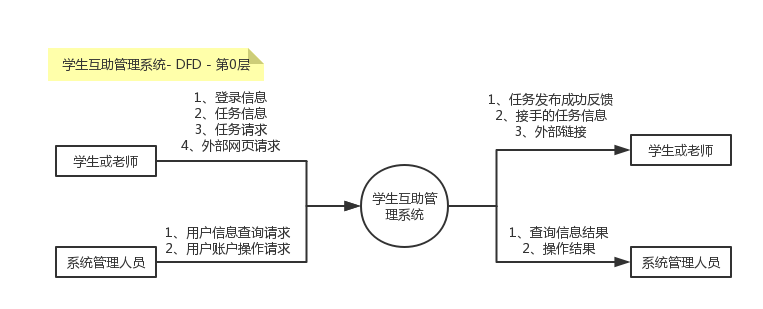 学生互助管理系统- DFD - 第0层
1、登录信息
2、任务信息
3、任务请求
4、外部网页请求
学生或老师
1、用户信息查询请求
2、用户账户操作请求
系统管理人员
学生互助管
理系统
1、任务发布成功反馈
2、接手的任务信息
3、外部链接
学生或老师
1、查询信息结果
2、操作结果
系统管理人员